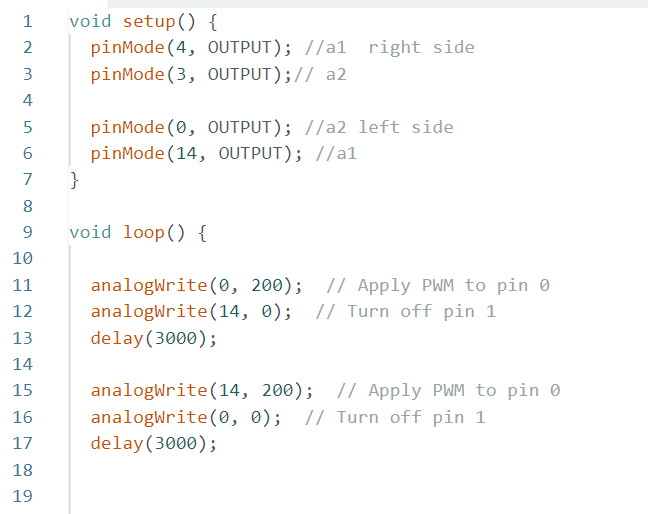 1 void setup() {
2 pinMode(4, OUTPUT); //a1  right side
3 pinMode(3, OUTPUT);// a2
4
5 pinMode(0, OUTPUT); //a2 left side
6 pinMode(14, OUTPUT); //a1
7 }
8
9 void loop() {
10
11 analogWrite(0, 200);  // Apply PWM to pin 0
12 analogWrite(14, 0);  // Turn off pin 1
13 delay(3000);
14
15 analogWrite(14, 200);  // Apply PWM to pin 0
16 analogWrite(0, 0);  // Turn off pin 1
17 delay(3000);
18
19